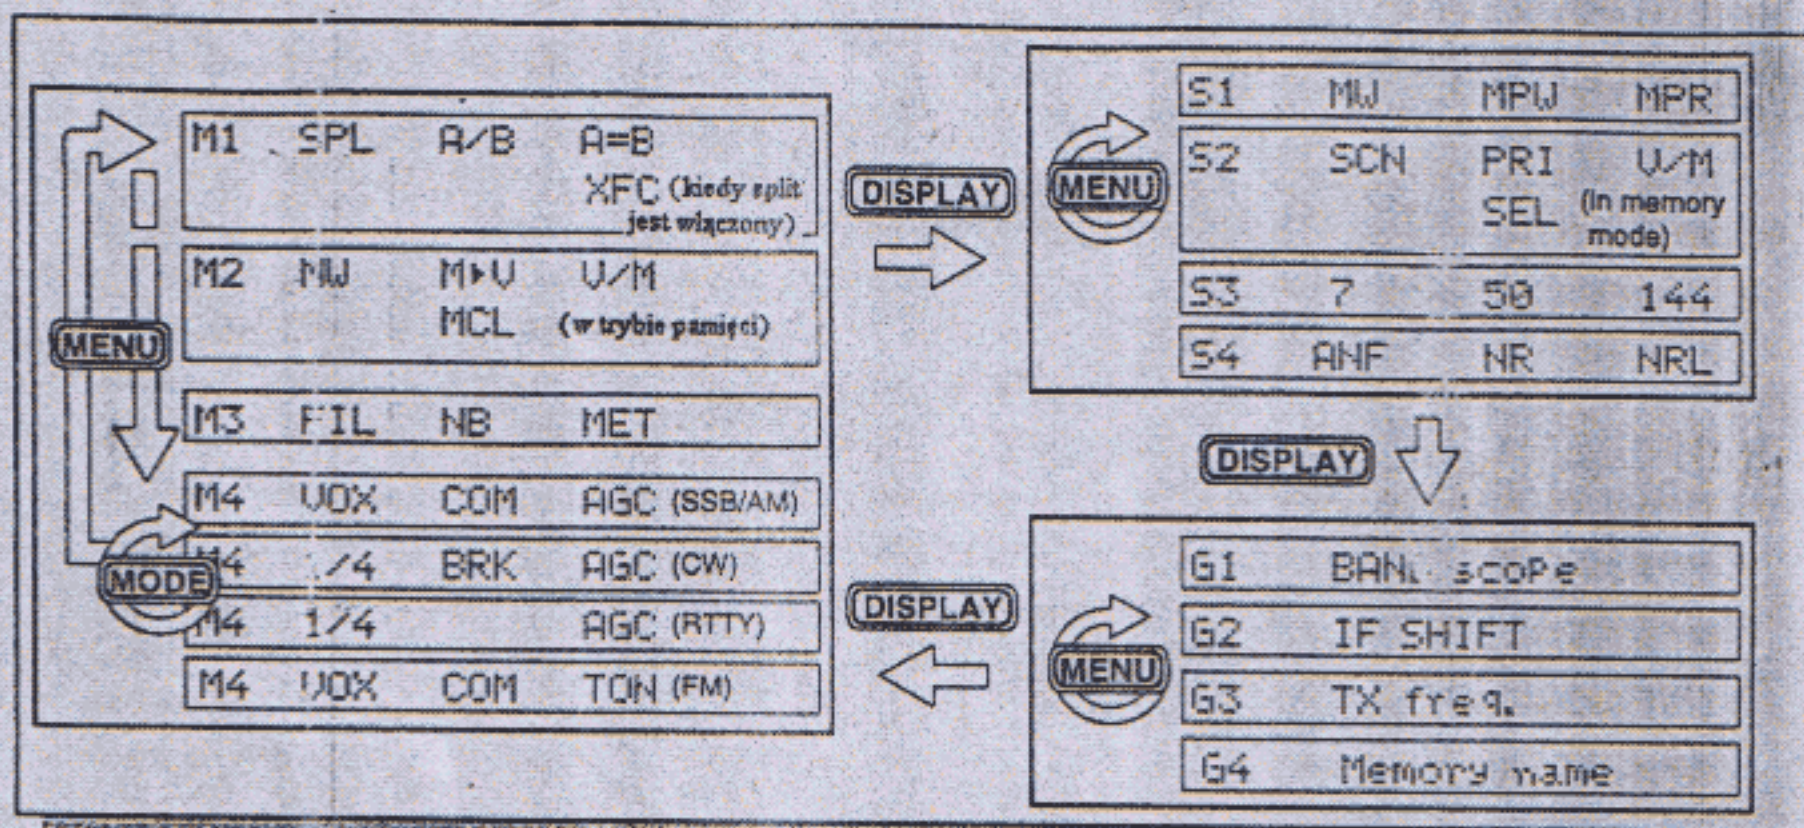 M1 SPL A/B A=B
XFC (kiedy split
jest włączony)
M2 MW M▶V V/M
MCL (w trybie pamięci)
MENU
M3 FIL NB MET
M4 VOX COM AGC (SSB/AM)
M4 1/4 BRK AGC (CW)
MODE
M4 1/4 AGC (RTTY)
M4 VOX COM TON (FM)
DISPLAY
S1 MW MPW MPR
MENU
S2 SCN PRI V/M
SEL (In memory
mode)
S3 7 50 144
S4 ANF NR NRL
DISPLAY
G1 BAND scope
G2 IF SHIFT
MENU
G3 TX freq.
G4 Memory name
DISPLAY